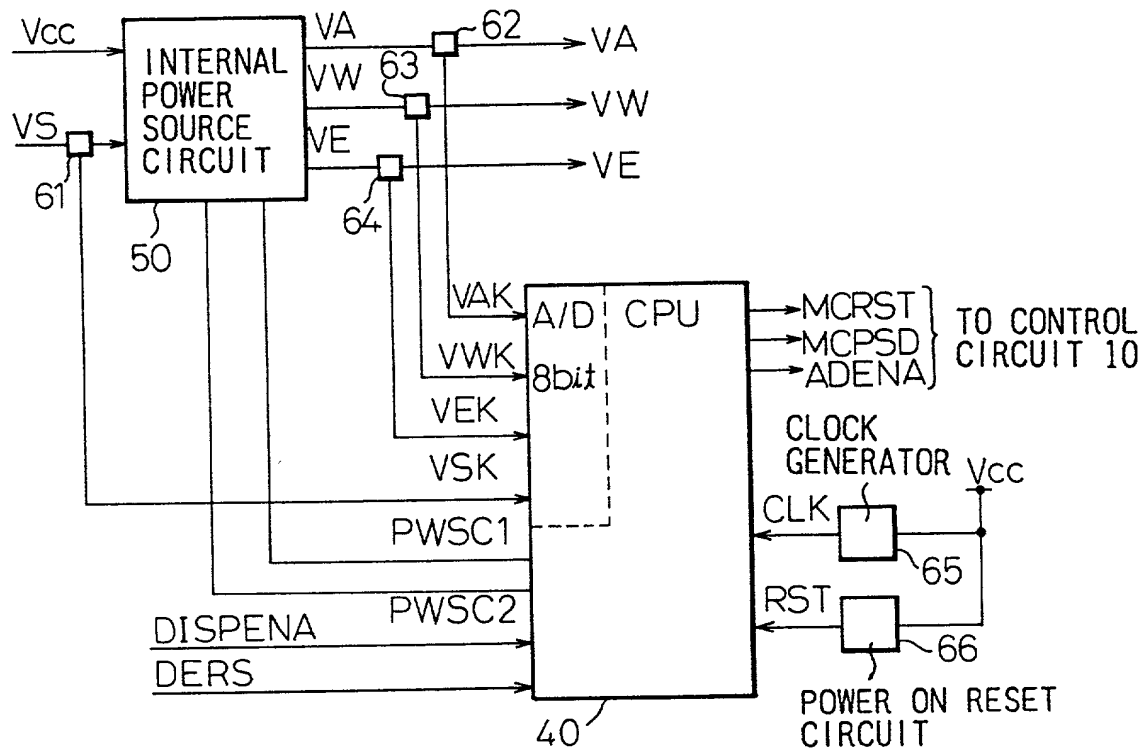 Vcc
VS
61
INTERNAL
POWER
SOURCE
CIRCUIT
50
VA
VW
VE
62
63
64
VA
VW
VE
VAK
VWK
VEK
VSK
PWSC1
PWSC2
DISPENA
DERS
A/D
8bit
CPU
40
MCRST
MCPSD
ADENA
TO CONTROL
CIRCUIT 10
CLOCK
GENERATOR
Vcc
CLK
65
RST
66
POWER ON RESET
CIRCUIT